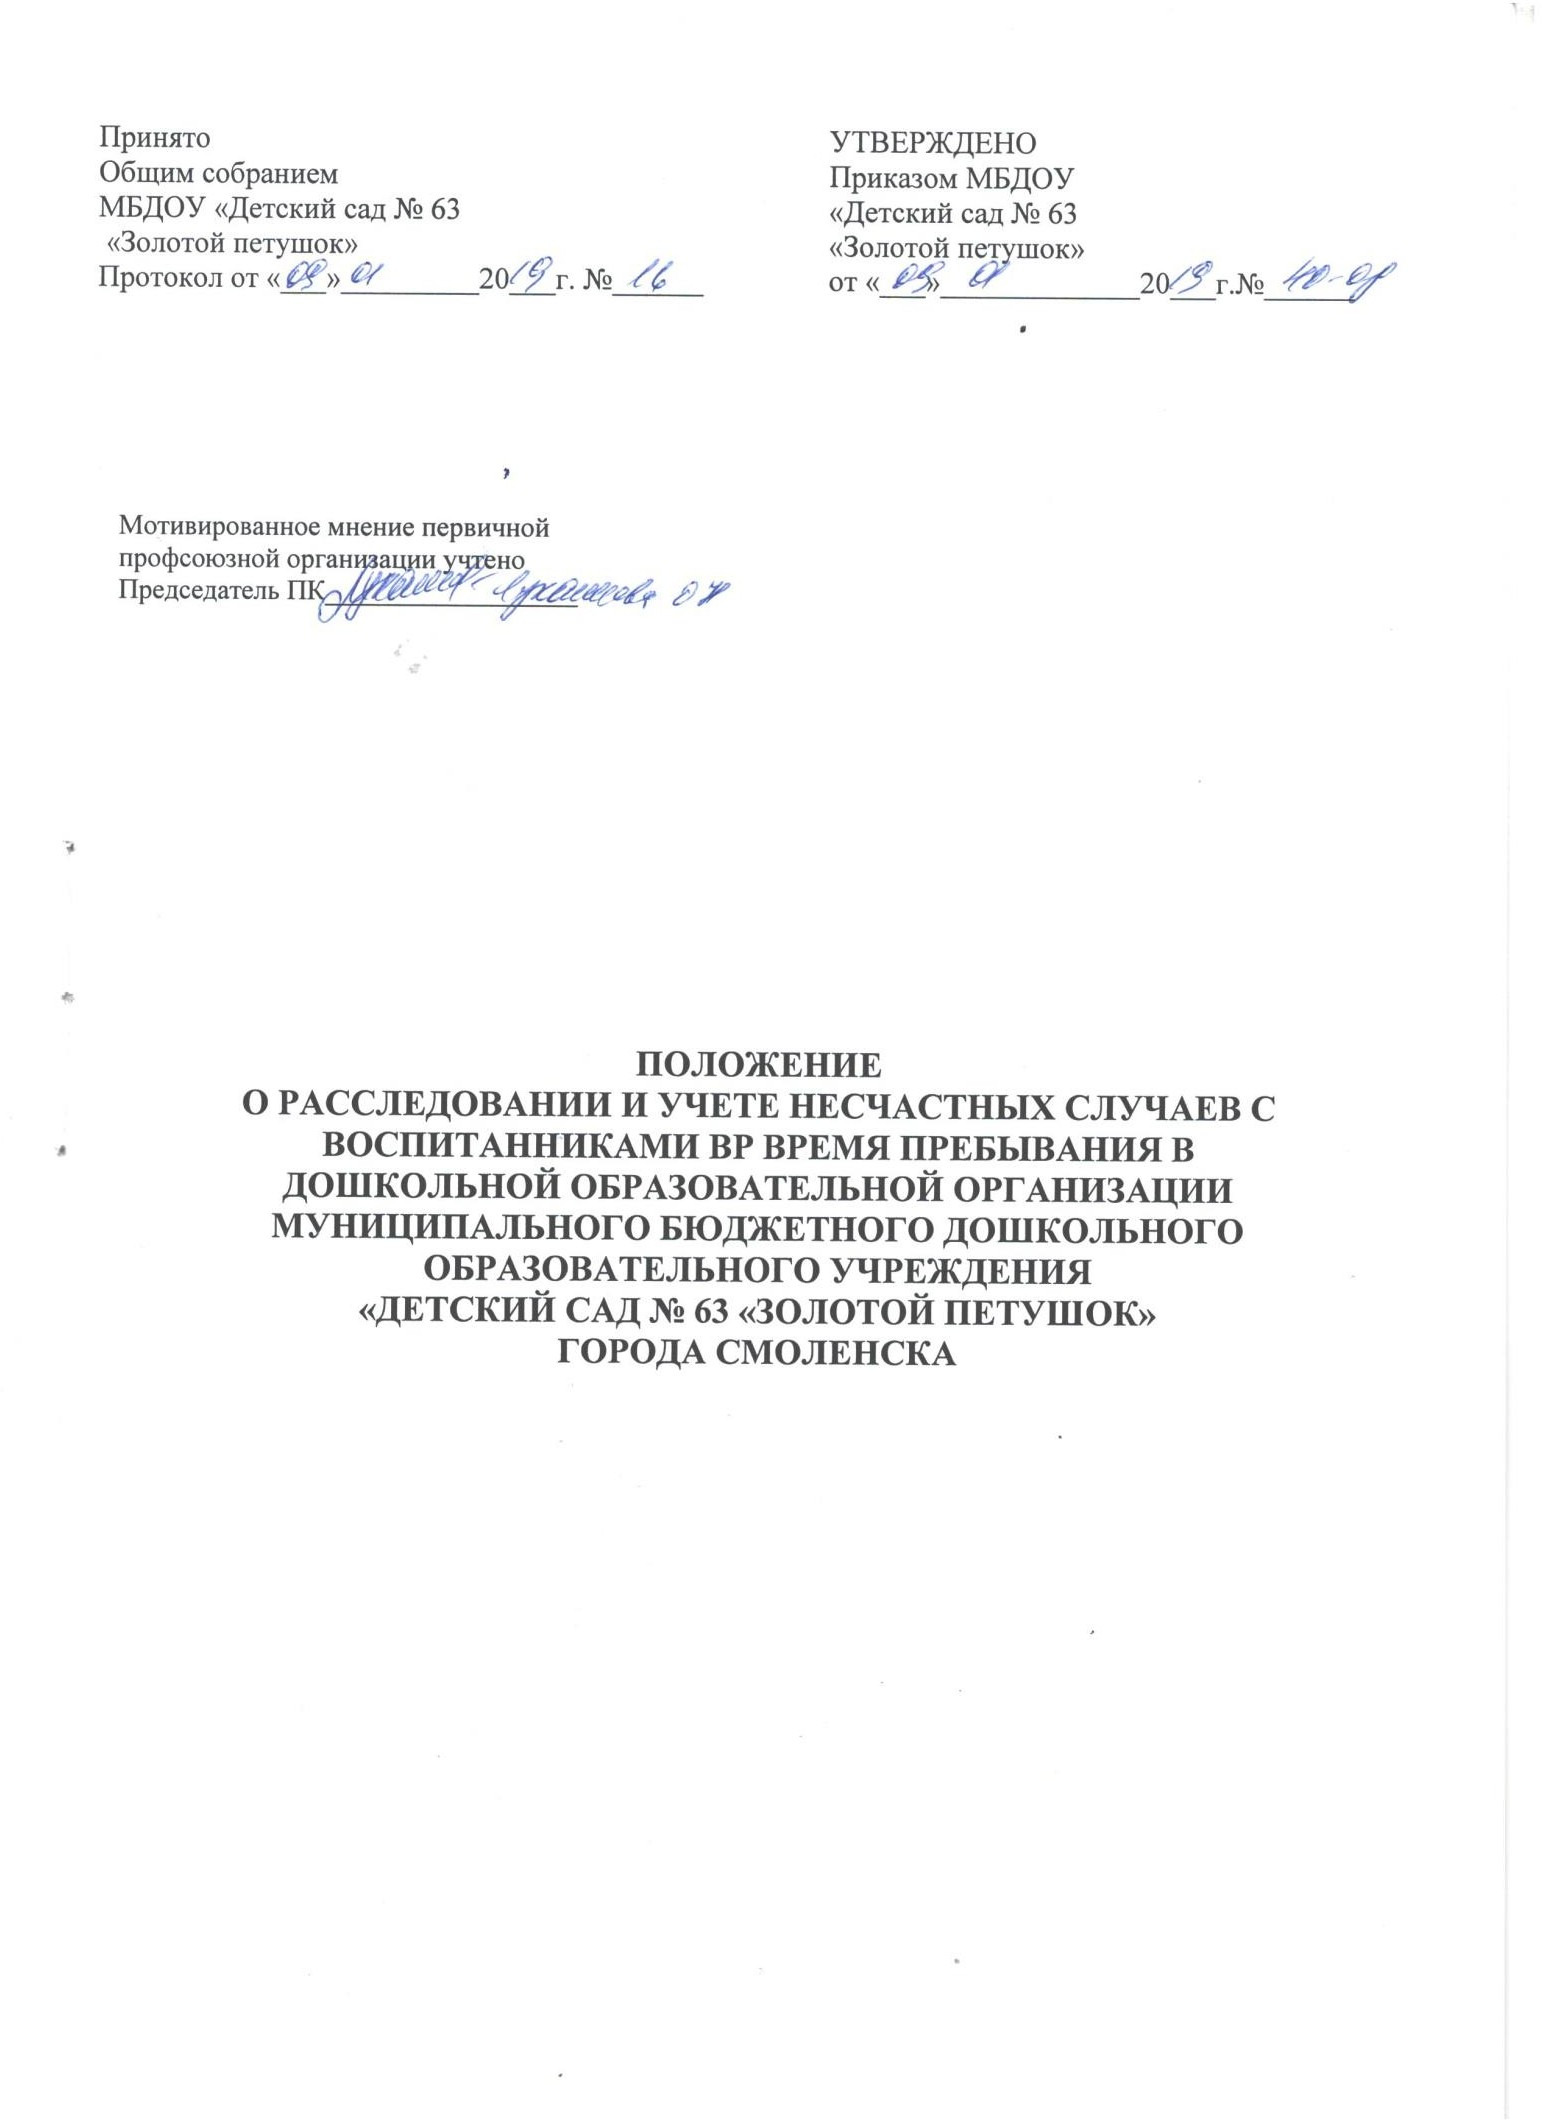 Принято
Общим собранием
МБДОУ «Детский сад № 63
«Золотой петушок»
Протокол от «09» 01 2019 г. № 16
УТВЕРЖДЕНО
Приказом МБДОУ
«Детский сад № 63
«Золотой петушок»
от «09» 01 2019 г.№ 40-од
Мотивированное мнение первичной
профсоюзной организации учтено
Председатель ПК
ПОЛОЖЕНИЕ
О РАССЛЕДОВАНИИ И УЧЕТЕ НЕСЧАСТНЫХ СЛУЧАЕВ С
ВОСПИТАННИКАМИ ВР ВРЕМЯ ПРЕБЫВАНИЯ В
ДОШКОЛЬНОЙ ОБРАЗОВАТЕЛЬНОЙ ОРГАНИЗАЦИИ
МУНИЦИПАЛЬНОГО БЮДЖЕТНОГО ДОШКОЛЬНОГО
ОБРАЗОВАТЕЛЬНОГО УЧРЕЖДЕНИЯ
«ДЕТСКИЙ САД № 63 «ЗОЛОТОЙ ПЕТУШОК»
ГОРОДА СМОЛЕНСКА